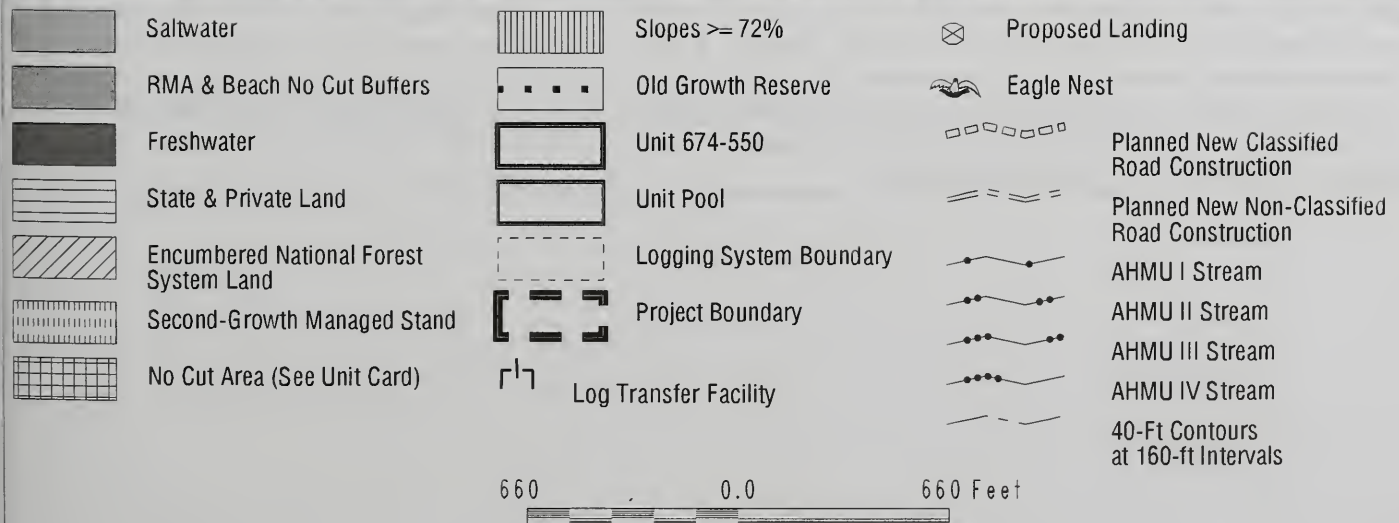 Saltwater
RMA & Beach No Cut Buffers
Freshwater
State & Private Land
Encumbered National Forest
System Land
Second-Growth Managed Stand
No Cut Area (See Unit Card)
Slopes >= 72%
Old Growth Reserve
Unit 674-550
Unit Pool
Logging System Boundary
Project Boundary
Log Transfer Facility
Proposed Landing
Eagle Nest
Planned New Classified
Road Construction
Planned New Non-Classified
Road Construction
AHMU I Stream
AHMU II Stream
AHMU III Stream
AHMU IV Stream
40-Ft Contours
at 160-ft Intervals
660 0.0 660 Feet